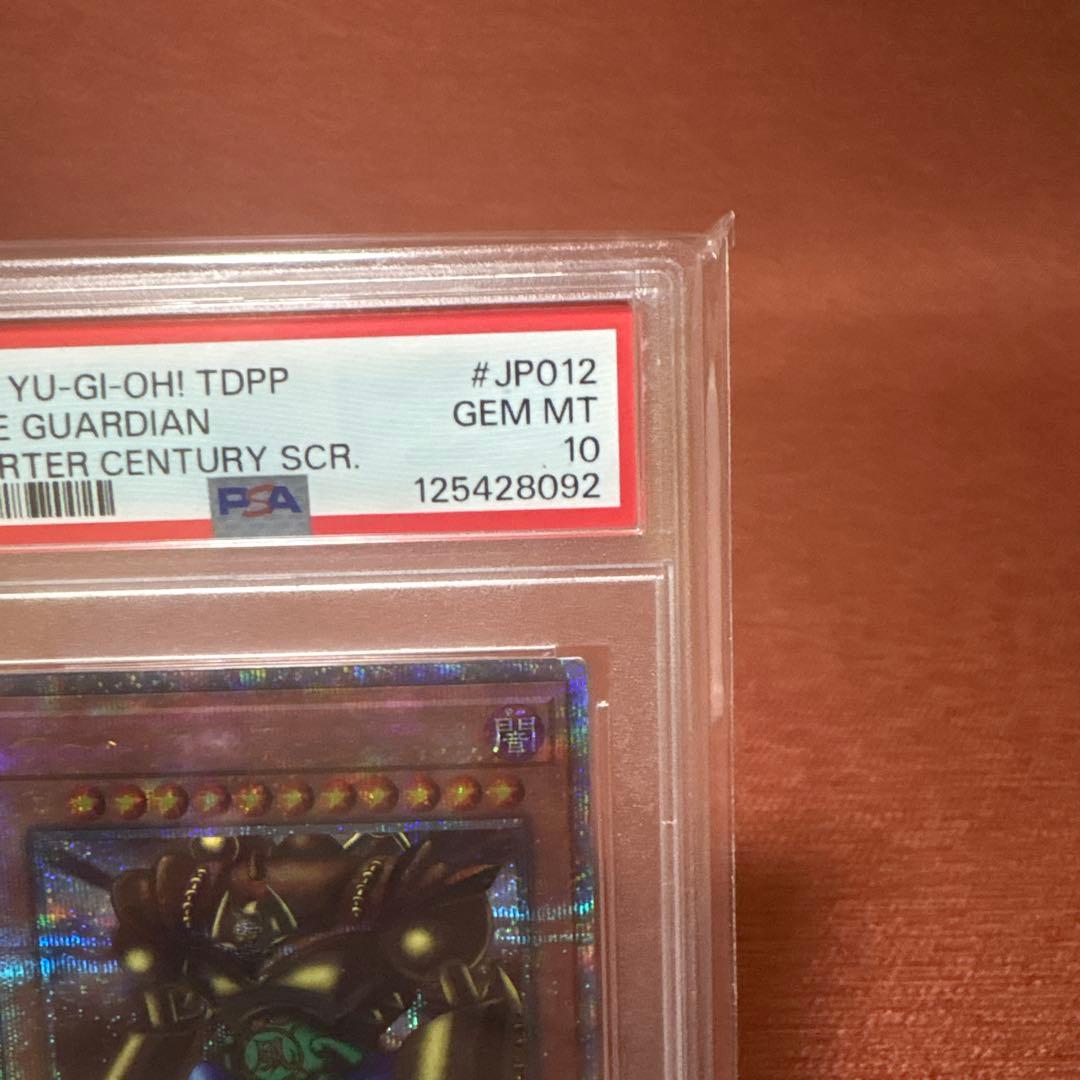 YU-GI-OH! TDPP #JP012
E GUARDIAN GEM MT
RTER CENTURY SCR. 10
PSA 125428092
闇